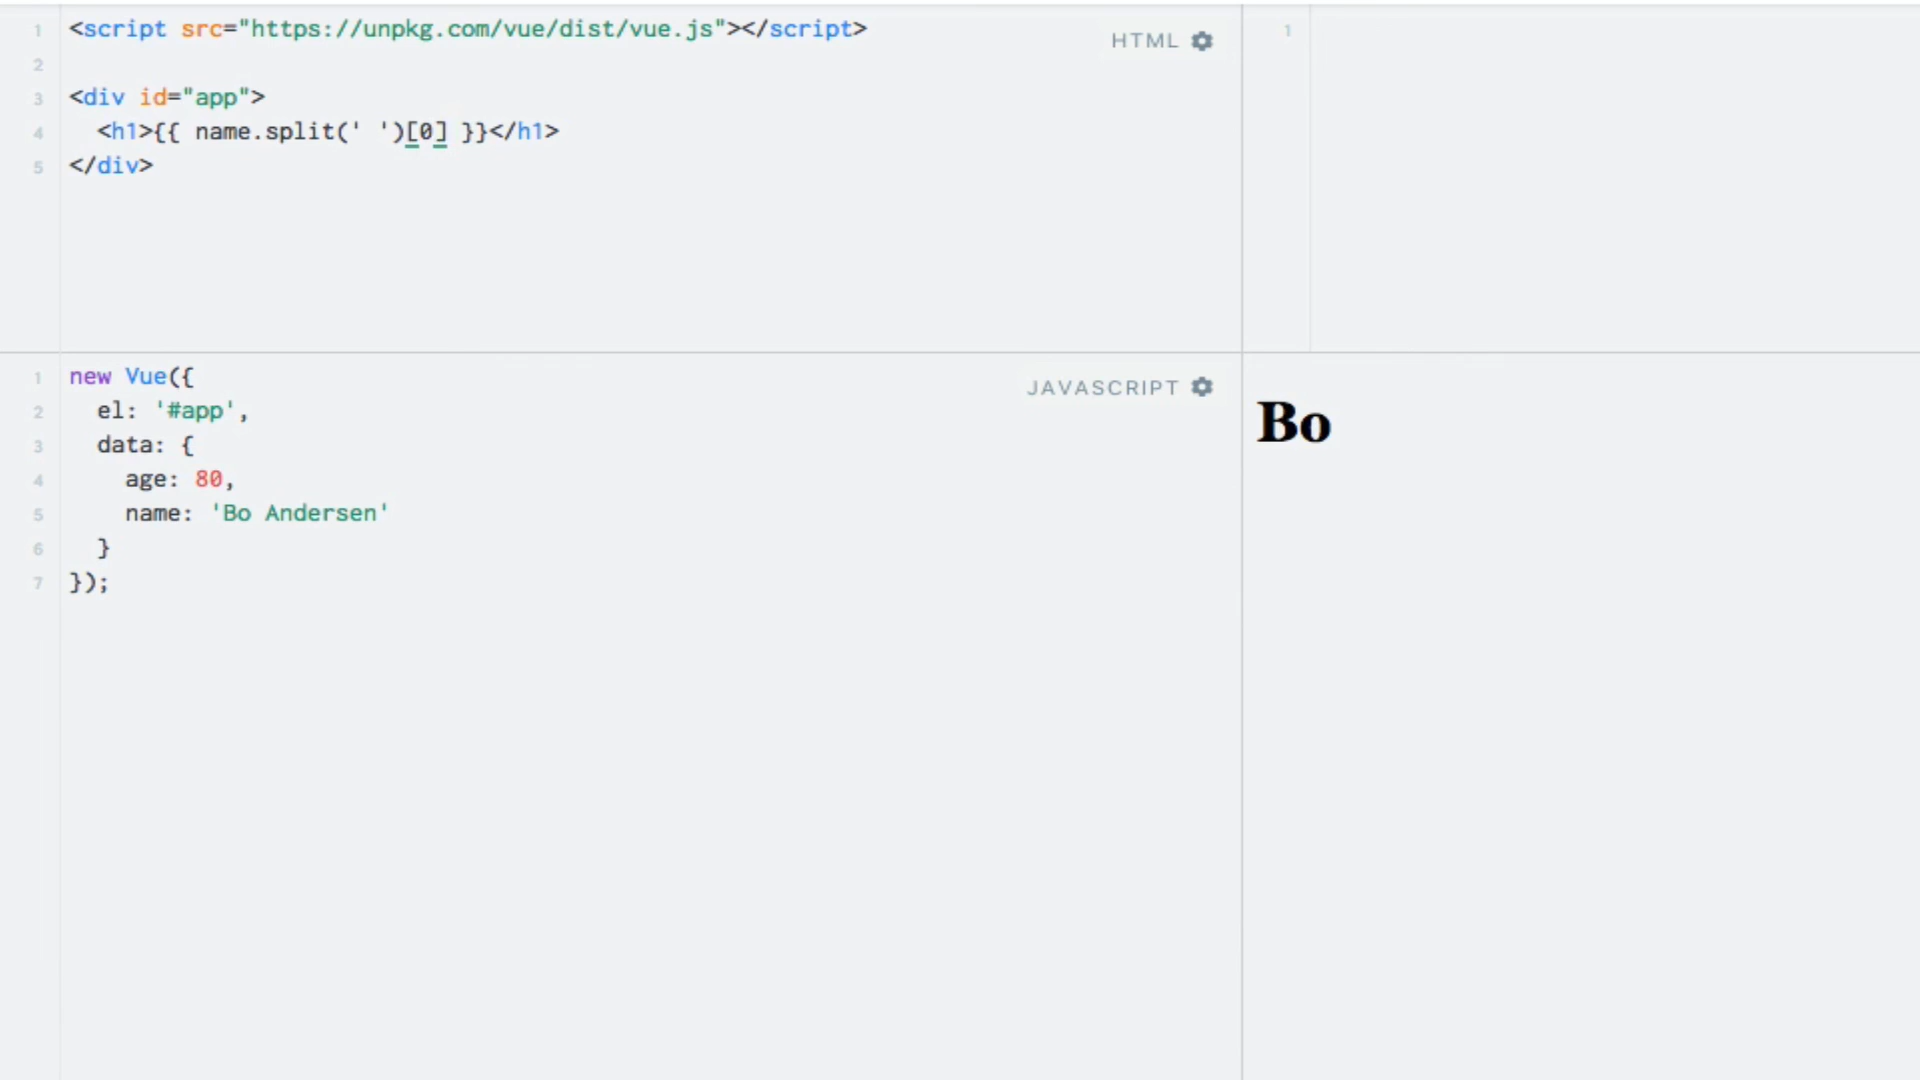 1 <script src="https://unpkg.com/vue/dist/vue.js"></script>
2
3 <div id="app">
4   <h1>{{ name.split(' ')[0] }}</h1>
5 </div>
HTML
1
1 new Vue({
2   el: '#app',
3   data: {
4     age: 80,
5     name: 'Bo Andersen'
6   }
7 });
JAVASCRIPT
Bo